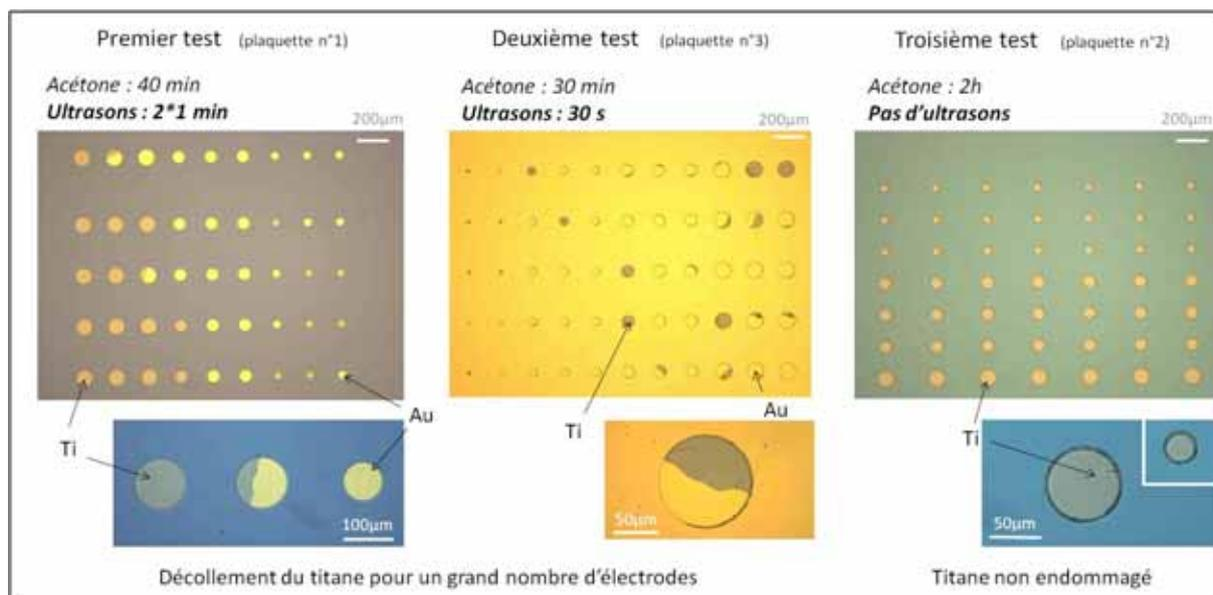 Premier test (plaquette n°1)
Acétone : 40 min
Ultrasons : 2*1 min
200µm
Ti
Au
100µm
Deuxième test (plaquette n°3)
Acétone : 30 min
Ultrasons : 30 s
200µm
Ti
Au
50µm
Troisième test (plaquette n°2)
Acétone : 2h
Pas d'ultrasons
200µm
Ti
50µm
Décollement du titane pour un grand nombre d'électrodes
Titane non endommagé